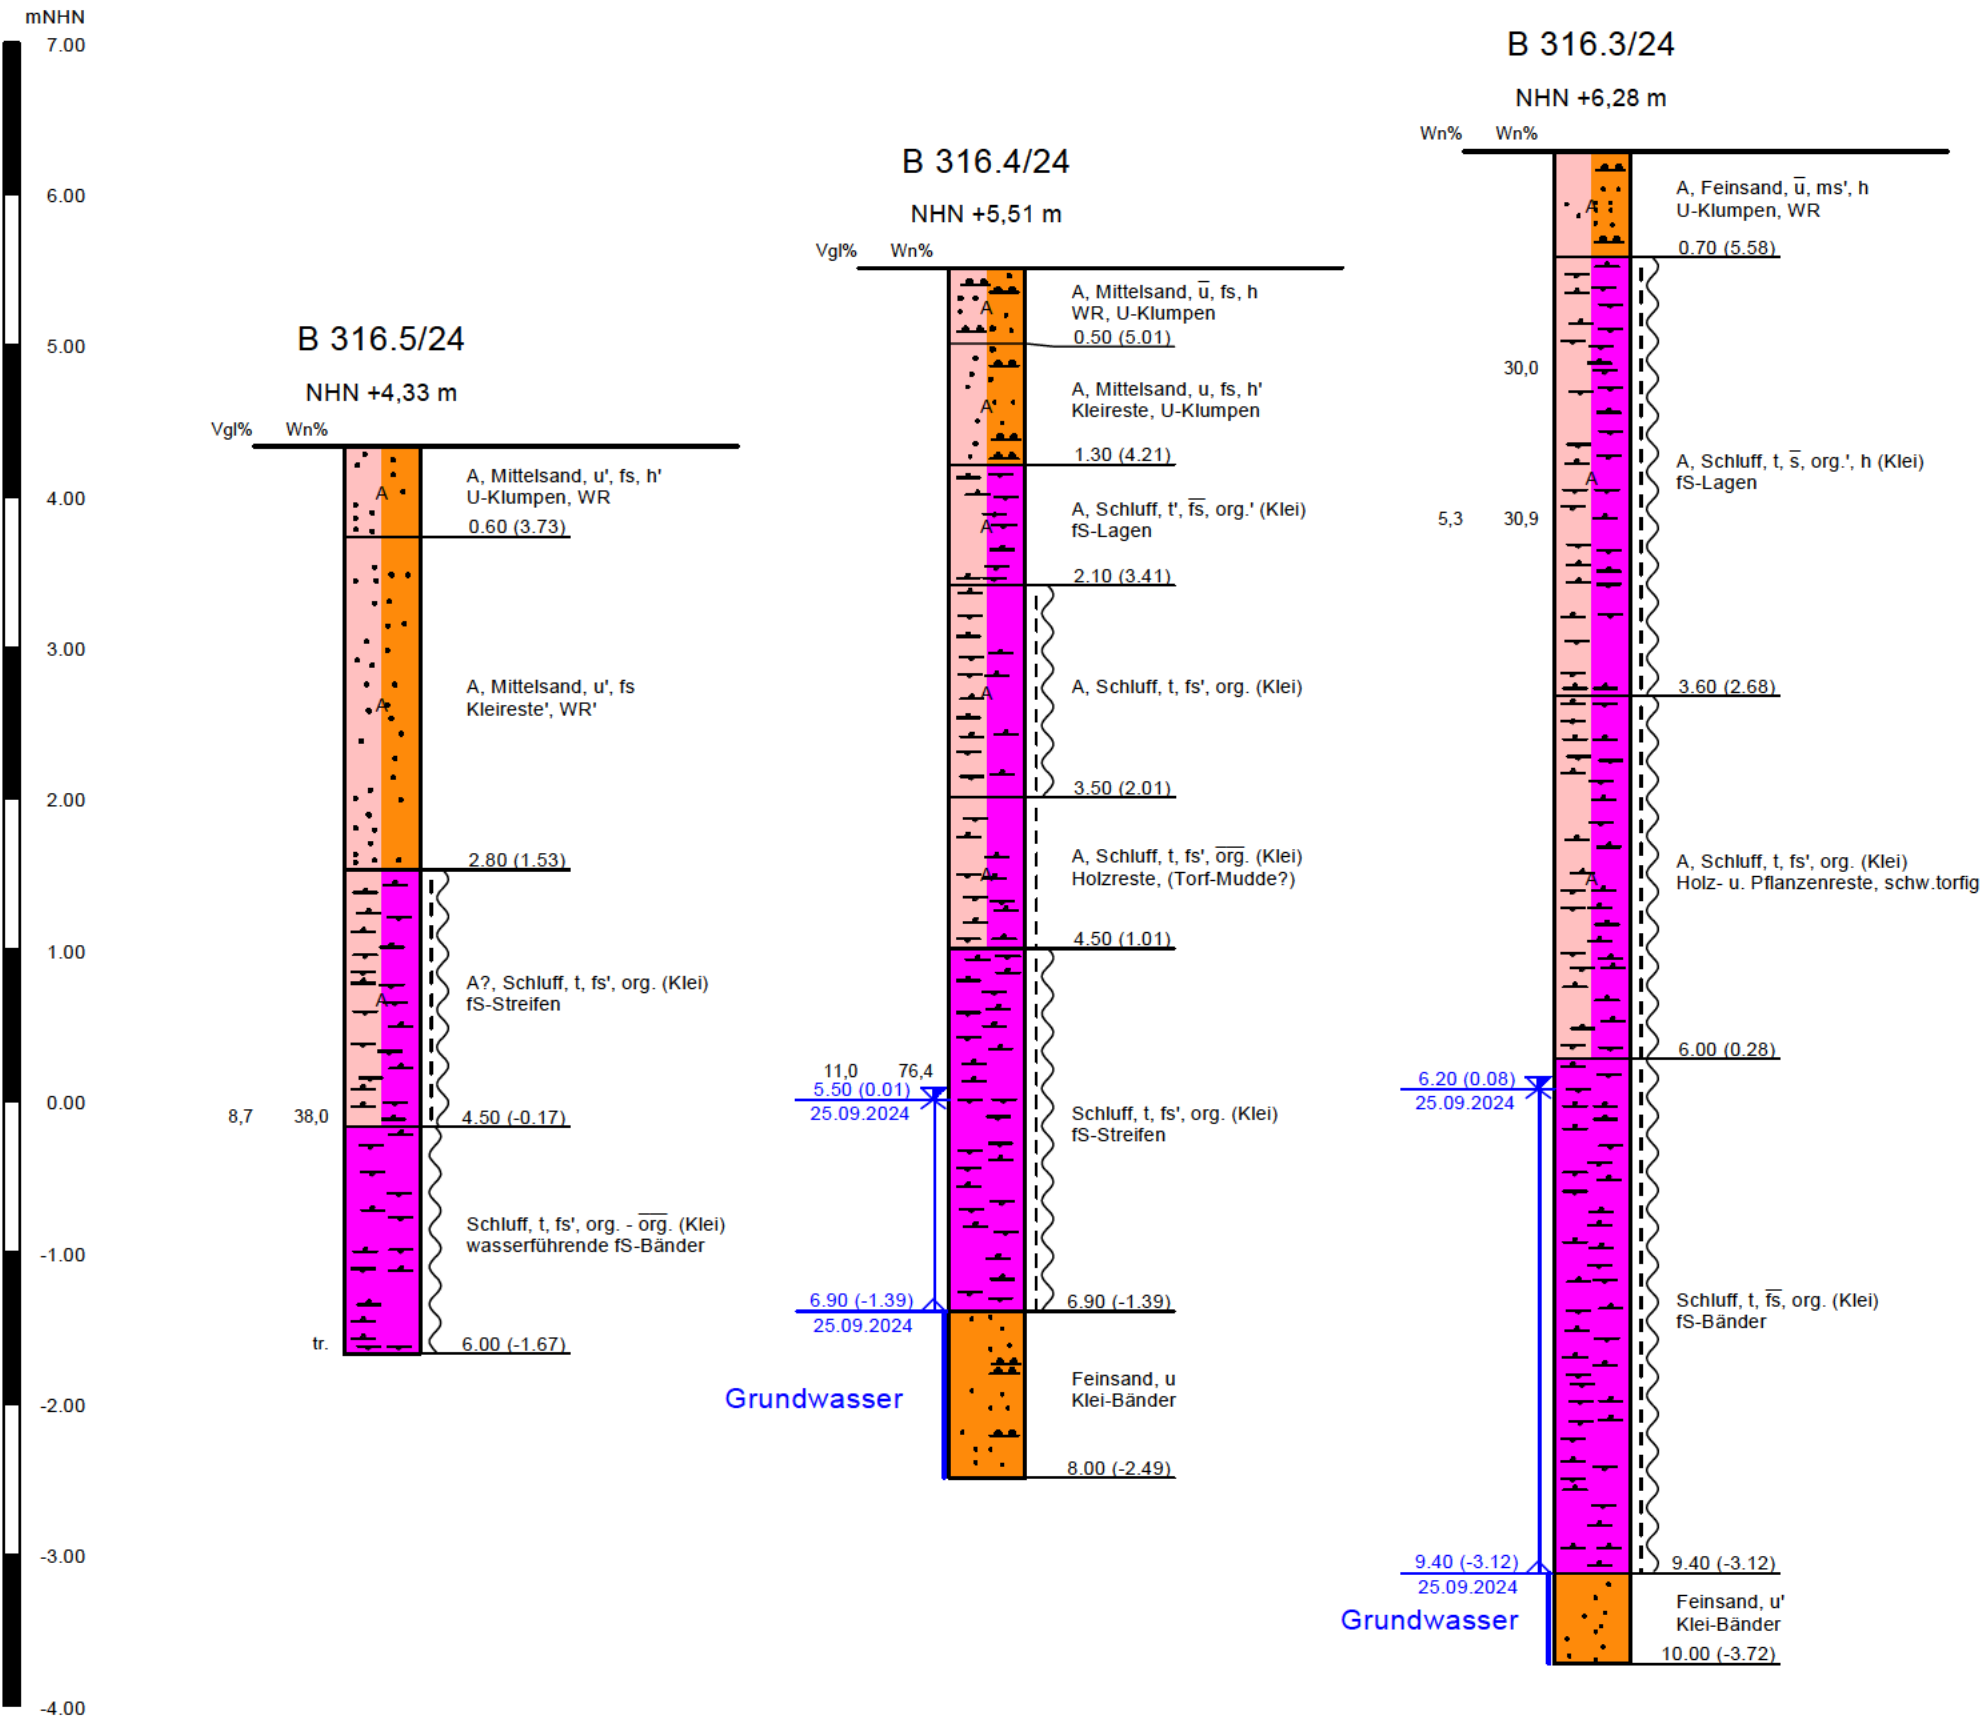 mNHN
7.00
6.00
5.00
4.00
3.00
2.00
1.00
0.00
-1.00
-2.00
-3.00
-4.00
B 316.5/24
NHN +4,33 m
Vgl% Wn%
A, Mittelsand, u', fs, h'
U-Klumpen, WR
0.60 (3.73)
A
A, Mittelsand, u', fs
Kleireste', WR'
A
2.80 (1.53)
A?, Schluff, t, fs', org. (Klei)
fS-Streifen
A
8,7 38,0
4.50 (-0.17)
Schluff, t, fs', org. - o̅r̅g̅. (Klei)
wasserführende fS-Bänder
tr.
6.00 (-1.67)
B 316.4/24
NHN +5,51 m
Vgl% Wn%
A, Mittelsand, u̅, fs, h
WR, U-Klumpen
A
0.50 (5.01)
A, Mittelsand, u, fs, h'
Kleireste, U-Klumpen
A
1.30 (4.21)
A, Schluff, t', f̅s̅, org.' (Klei)
fS-Lagen
A
2.10 (3.41)
A, Schluff, t, fs', org. (Klei)
A
3.50 (2.01)
A, Schluff, t, fs', o̅r̅g̅. (Klei)
Holzreste, (Torf-Mudde?)
A
4.50 (1.01)
11,0 76,4
5.50 (0.01)
25.09.2024
Schluff, t, fs', org. (Klei)
fS-Streifen
6.90 (-1.39)
25.09.2024
6.90 (-1.39)
Grundwasser
Feinsand, u
Klei-Bänder
8.00 (-2.49)
B 316.3/24
NHN +6,28 m
Wn% Wn%
A, Feinsand, u̅, ms', h
U-Klumpen, WR
A
0.70 (5.58)
30,0
A, Schluff, t, s̅, org.', h (Klei)
fS-Lagen
A
5,3 30,9
3.60 (2.68)
A, Schluff, t, fs', org. (Klei)
Holz- u. Pflanzenreste, schw.torfig
A
6.00 (0.28)
6.20 (0.08)
25.09.2024
Schluff, t, f̅s̅, org. (Klei)
fS-Bänder
9.40 (-3.12)
25.09.2024
9.40 (-3.12)
Grundwasser
Feinsand, u'
Klei-Bänder
10.00 (-3.72)